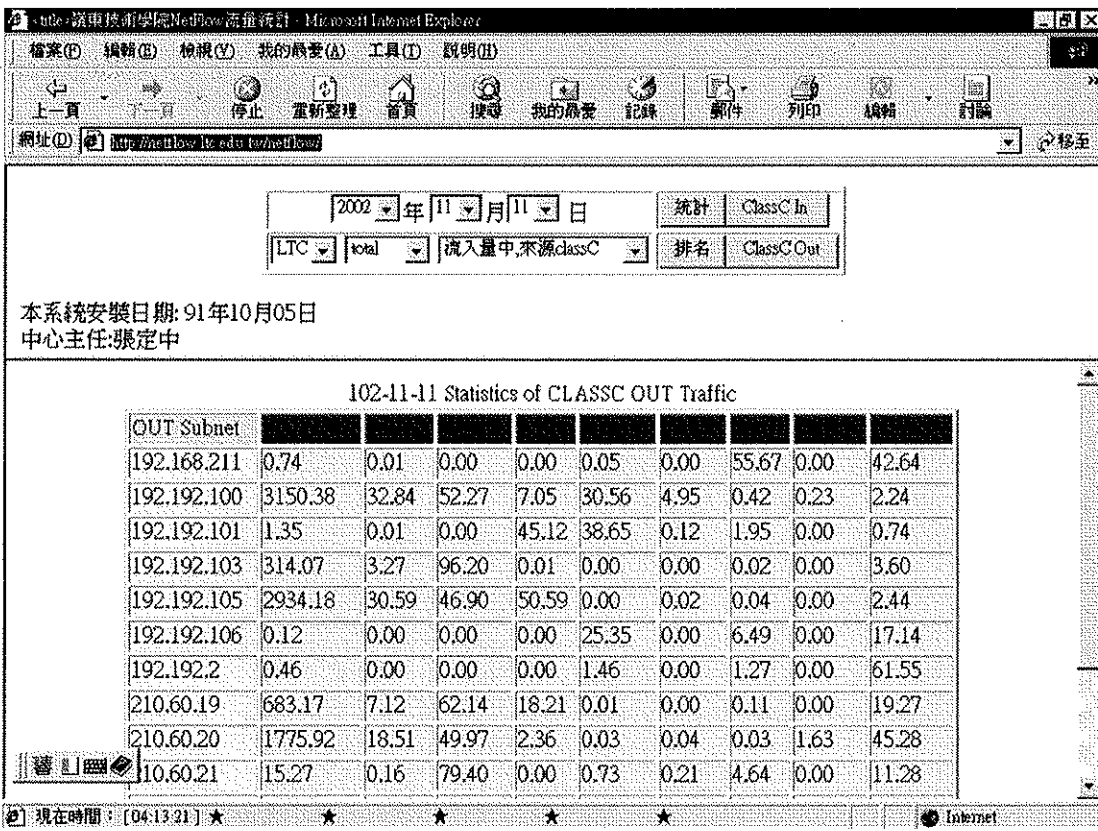 <title>嶺東技術學院NetFlow流量統計 - Microsoft Internet Explorer
檔案(F) 編輯(E) 檢視(V) 我的最愛(A) 工具(T) 說明(H)
上一頁 下一頁 停止 重新整理 首頁 搜尋 我的最愛 記錄 郵件 列印 編輯 討論
網址(D) http://netflow.ltc.edu.tw/netflow/ 移至
2002 年 11 月 11 日 統計 ClassC In
LTC total 流入量中,來源classC 排名 ClassC Out
本系統安裝日期: 91年10月05日
中心主任:張定中
102-11-11 Statistics of CLASSC OUT Traffic
OUT Subnet
192.168.211 0.74 0.01 0.00 0.00 0.05 0.00 55.67 0.00 42.64
192.192.100 3150.38 32.84 52.27 7.05 30.56 4.95 0.42 0.23 2.24
192.192.101 1.35 0.01 0.00 45.12 38.65 0.12 1.95 0.00 0.74
192.192.103 314.07 3.27 96.20 0.01 0.00 0.00 0.02 0.00 3.60
192.192.105 2934.18 30.59 46.90 50.59 0.00 0.02 0.04 0.00 2.44
192.192.106 0.12 0.00 0.00 0.00 25.35 0.00 6.49 0.00 17.14
192.192.2 0.46 0.00 0.00 0.00 1.46 0.00 1.27 0.00 61.55
210.60.19 683.17 7.12 62.14 18.21 0.01 0.00 0.11 0.00 19.27
210.60.20 1775.92 18.51 49.97 2.36 0.03 0.04 0.03 1.63 45.28
10.60.21 15.27 0.16 79.40 0.00 0.73 0.21 4.64 0.00 11.28
現在時間：[04:13:21] ★ ★ ★ ★ ★ Internet